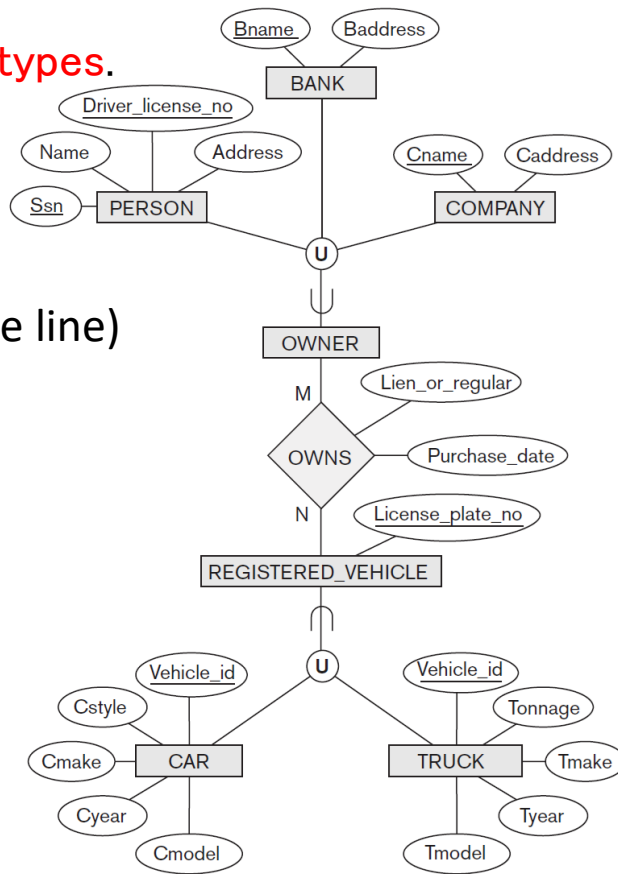 Bname Baddress
types.
BANK
Driver_license_no
Name Address Cname Caddress
Ssn PERSON COMPANY
U
e line)
OWNER
M Lien_or_regular
OWNS Purchase_date
N License_plate_no
REGISTERED_VEHICLE
U
Vehicle_id Vehicle_id
Cstyle Tonnage
Cmake CAR TRUCK Tmake
Cyear Tyear
Cmodel Tmodel